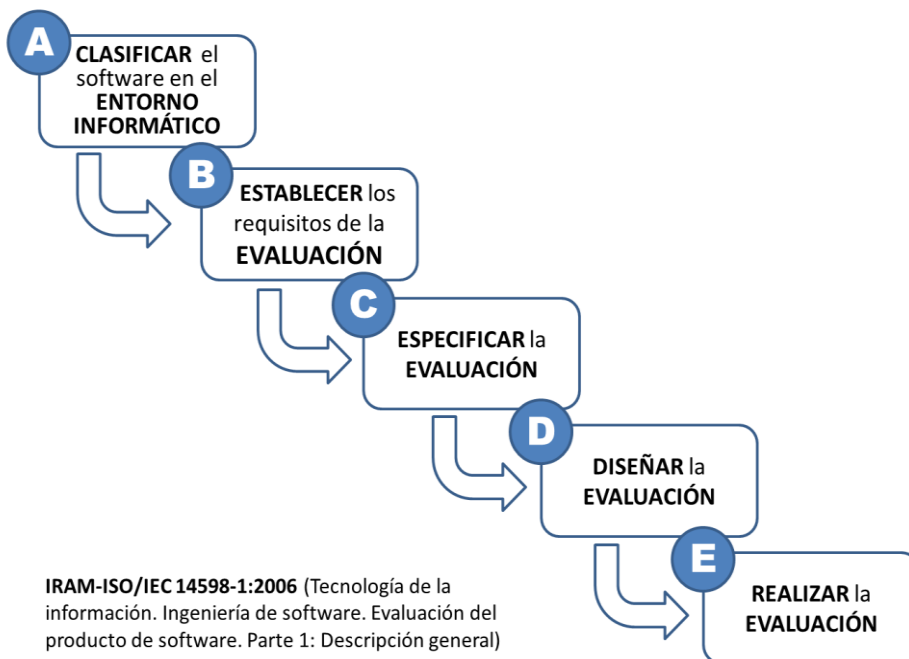 A
CLASIFICAR el
software en el
ENTORNO
INFORMÁTICO
B
ESTABLECER los
requisitos de la
EVALUACIÓN
C
ESPECIFICAR la
EVALUACIÓN
D
DISEÑAR la
EVALUACIÓN
E
REALIZAR la
EVALUACIÓN
IRAM-ISO/IEC 14598-1:2006 (Tecnología de la
información. Ingeniería de software. Evaluación del
producto de software. Parte 1: Descripción general)